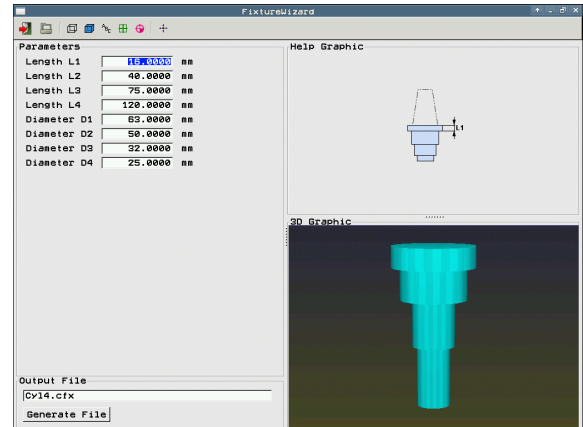 FixtureWizard
Parameters
Length L1 16.0000 mm
Length L2 40.0000 mm
Length L3 75.0000 mm
Length L4 120.0000 mm
Diameter D1 63.0000 mm
Diameter D2 50.0000 mm
Diameter D3 32.0000 mm
Diameter D4 25.0000 mm
Help Graphic
L1
3D Graphic
Output File
Cyl4.cfx
Generate File